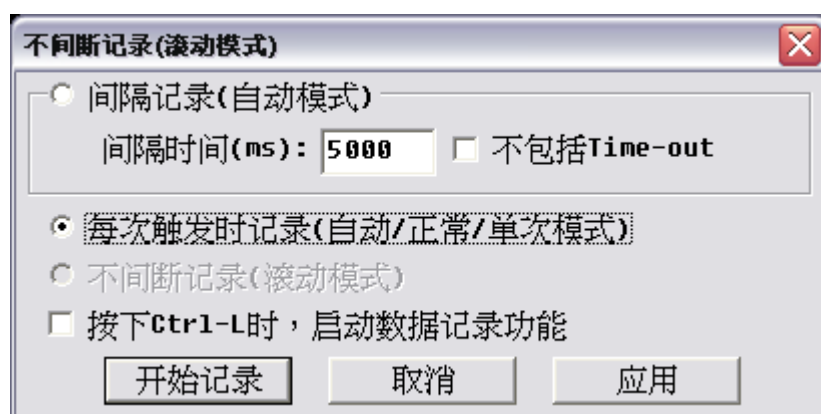 不间断记录(滚动模式)
间隔记录(自动模式)
间隔时间(ms): 5000 不包括Time-out
每次触发时记录(自动/正常/单次模式)
不间断记录(滚动模式)
按下Ctrl-L时，启动数据记录功能
开始记录 取消 应用